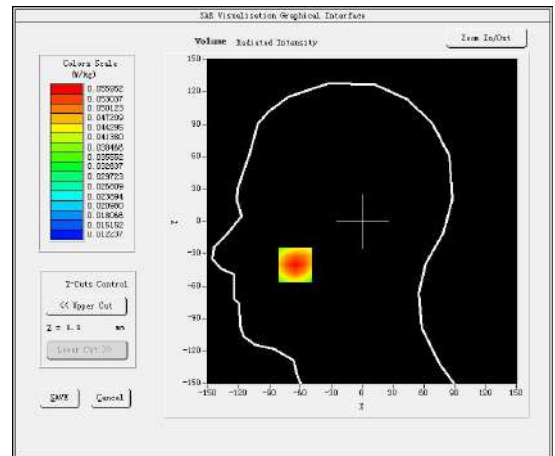 SAR Visualisation Graphical Interface
Volume Radiated Intensity
Zoom In/Out
Colors Scale
(W/kg)
0.055952
0.053037
0.050123
0.047209
0.044295
0.041380
0.038466
0.035552
0.032637
0.029723
0.026809
0.023894
0.020980
0.018066
0.015152
0.012237
150
120
90
60
30
0
-30
-60
-90
-120
-150
Z
-150 -120 -90 -60 -30 0 30 60 90 120 150
X
Z-Cuts Control
<< Upper Cut
Lower Cut >>
SAVE
Cancel